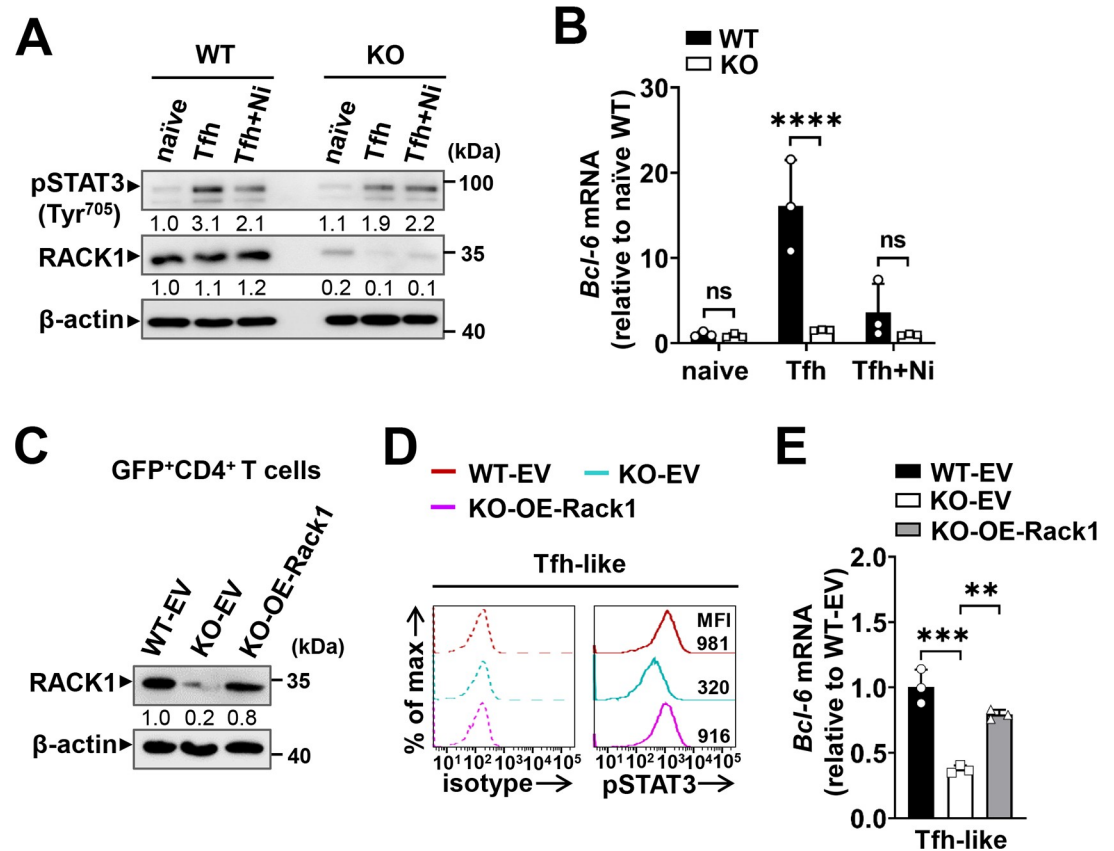 A
WT KO
naïve Tfh Tfh+Ni naïve Tfh Tfh+Ni (kDa)
pSTAT3 100
(Tyr⁷⁰⁵)
1.0 3.1 2.1 1.1 1.9 2.2
RACK1 35
1.0 1.1 1.2 0.2 0.1 0.1
β-actin 40
B
WT
KO
Bcl-6 mRNA
(relative to naïve WT)
30
20
10
0
ns **** ns
naive Tfh Tfh+Ni
C
GFP⁺CD4⁺ T cells
WT-EV KO-EV KO-OE-Rack1 (kDa)
RACK1 35
1.0 0.2 0.8
β-actin 40
D
WT-EV KO-EV
KO-OE-Rack1
Tfh-like
% of max
MFI
981
320
916
10¹ 10² 10³ 10⁴ 10⁵ 10¹ 10² 10³ 10⁴ 10⁵
isotype pSTAT3
E
WT-EV
KO-EV
KO-OE-Rack1
Bcl-6 mRNA
(relative to WT-EV)
2.0
1.5
1.0
0.5
0.0
*** **
Tfh-like